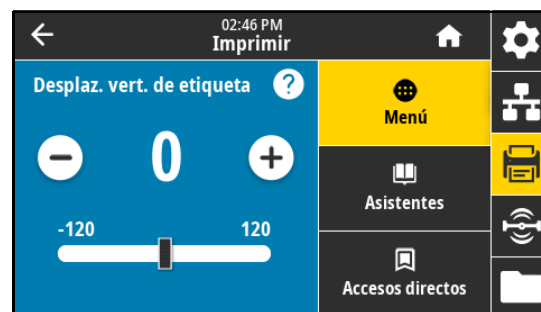 02:46 PM
Imprimir
Desplaz. vert. de etiqueta ?
0
-120 120
Menú
Asistentes
Accesos directos